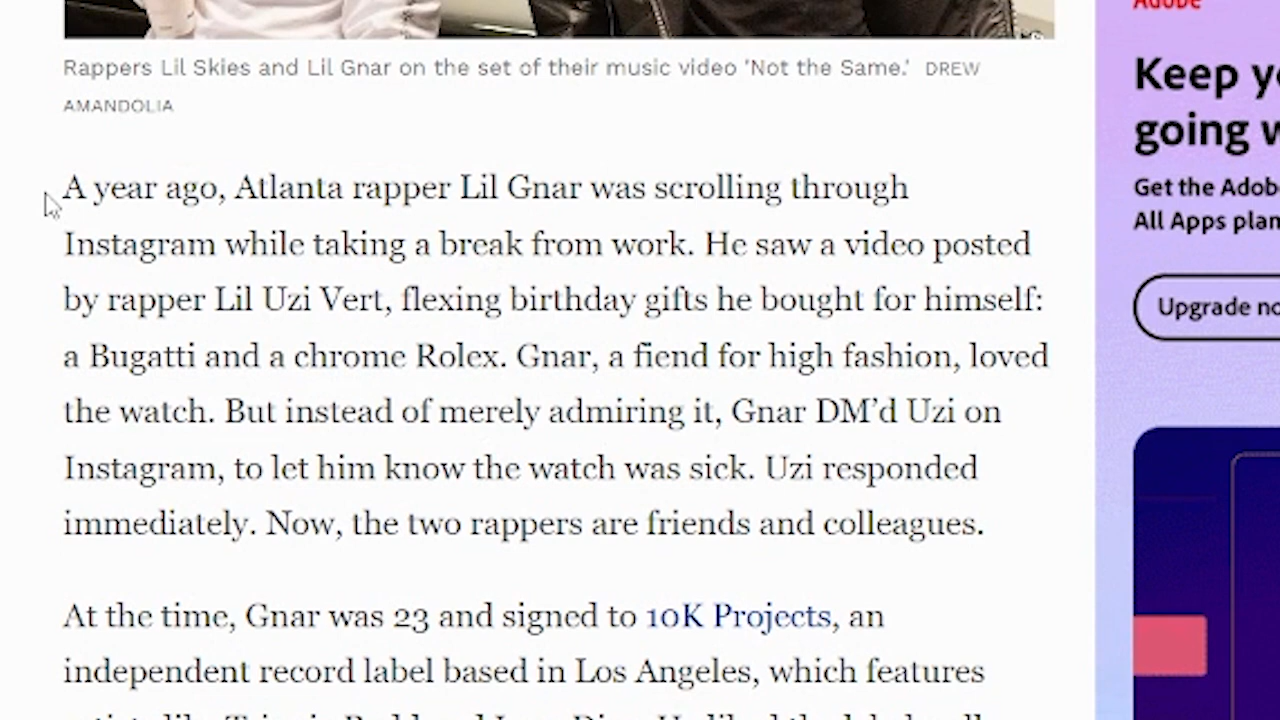 Adobe
Rappers Lil Skies and Lil Gnar on the set of their music video 'Not the Same.' DREW
AMANDOLIA
A year ago, Atlanta rapper Lil Gnar was scrolling through
Instagram while taking a break from work. He saw a video posted
by rapper Lil Uzi Vert, flexing birthday gifts he bought for himself:
a Bugatti and a chrome Rolex. Gnar, a fiend for high fashion, loved
the watch. But instead of merely admiring it, Gnar DM’d Uzi on
Instagram, to let him know the watch was sick. Uzi responded
immediately. Now, the two rappers are friends and colleagues.
At the time, Gnar was 23 and signed to 10K Projects, an
independent record label based in Los Angeles, which features
Keep
going
Get the Adobe
All Apps plan
Upgrade